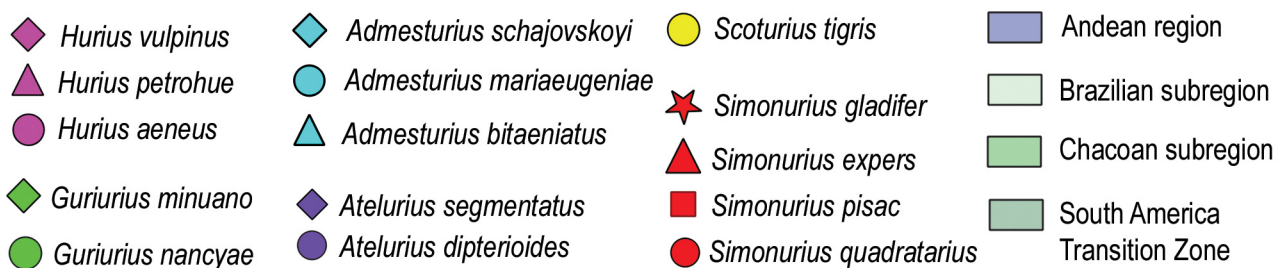 Hurius vulpinus
Hurius petrohue
Hurius aeneus
Guriurius minuano
Guriurius nancyae
Admesturius schajovskoyi
Admesturius mariaeugeniae
Admesturius bitaeniatus
Atelurius segmentatus
Atelurius dipterioides
Scoturius tigris
Simonurius gladifer
Simonurius expers
Simonurius pisac
Simonurius quadratarius
Andean region
Brazilian subregion
Chacoan subregion
South America
Transition Zone